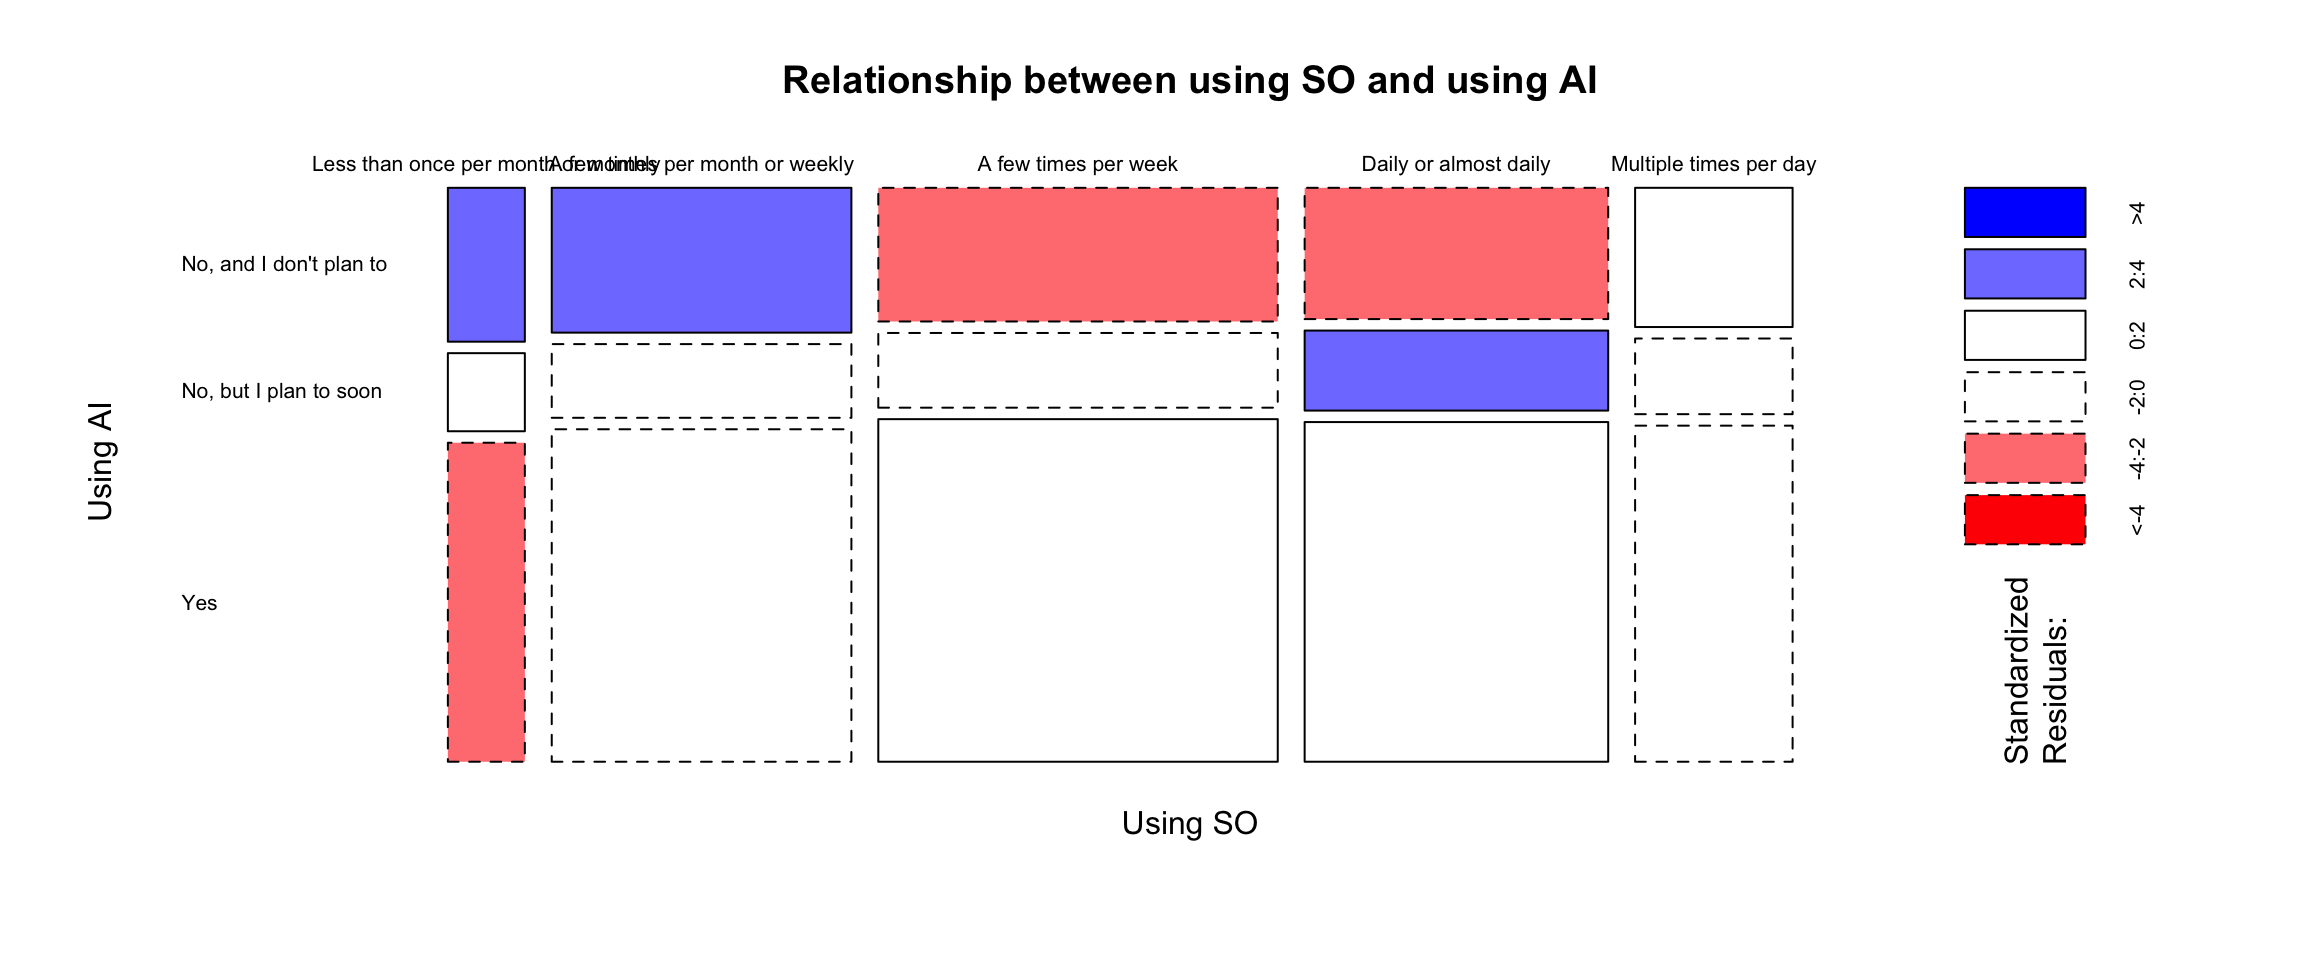 Relationship between using SO and using AI
Less than once per month or monthly
A few times per month or weekly
A few times per week
Daily or almost daily
Multiple times per day
No, and I don't plan to
No, but I plan to soon
Yes
Using AI
Using SO
>4
2:4
0:2
-2:0
-4:-2
<-4
Standardized
Residuals: